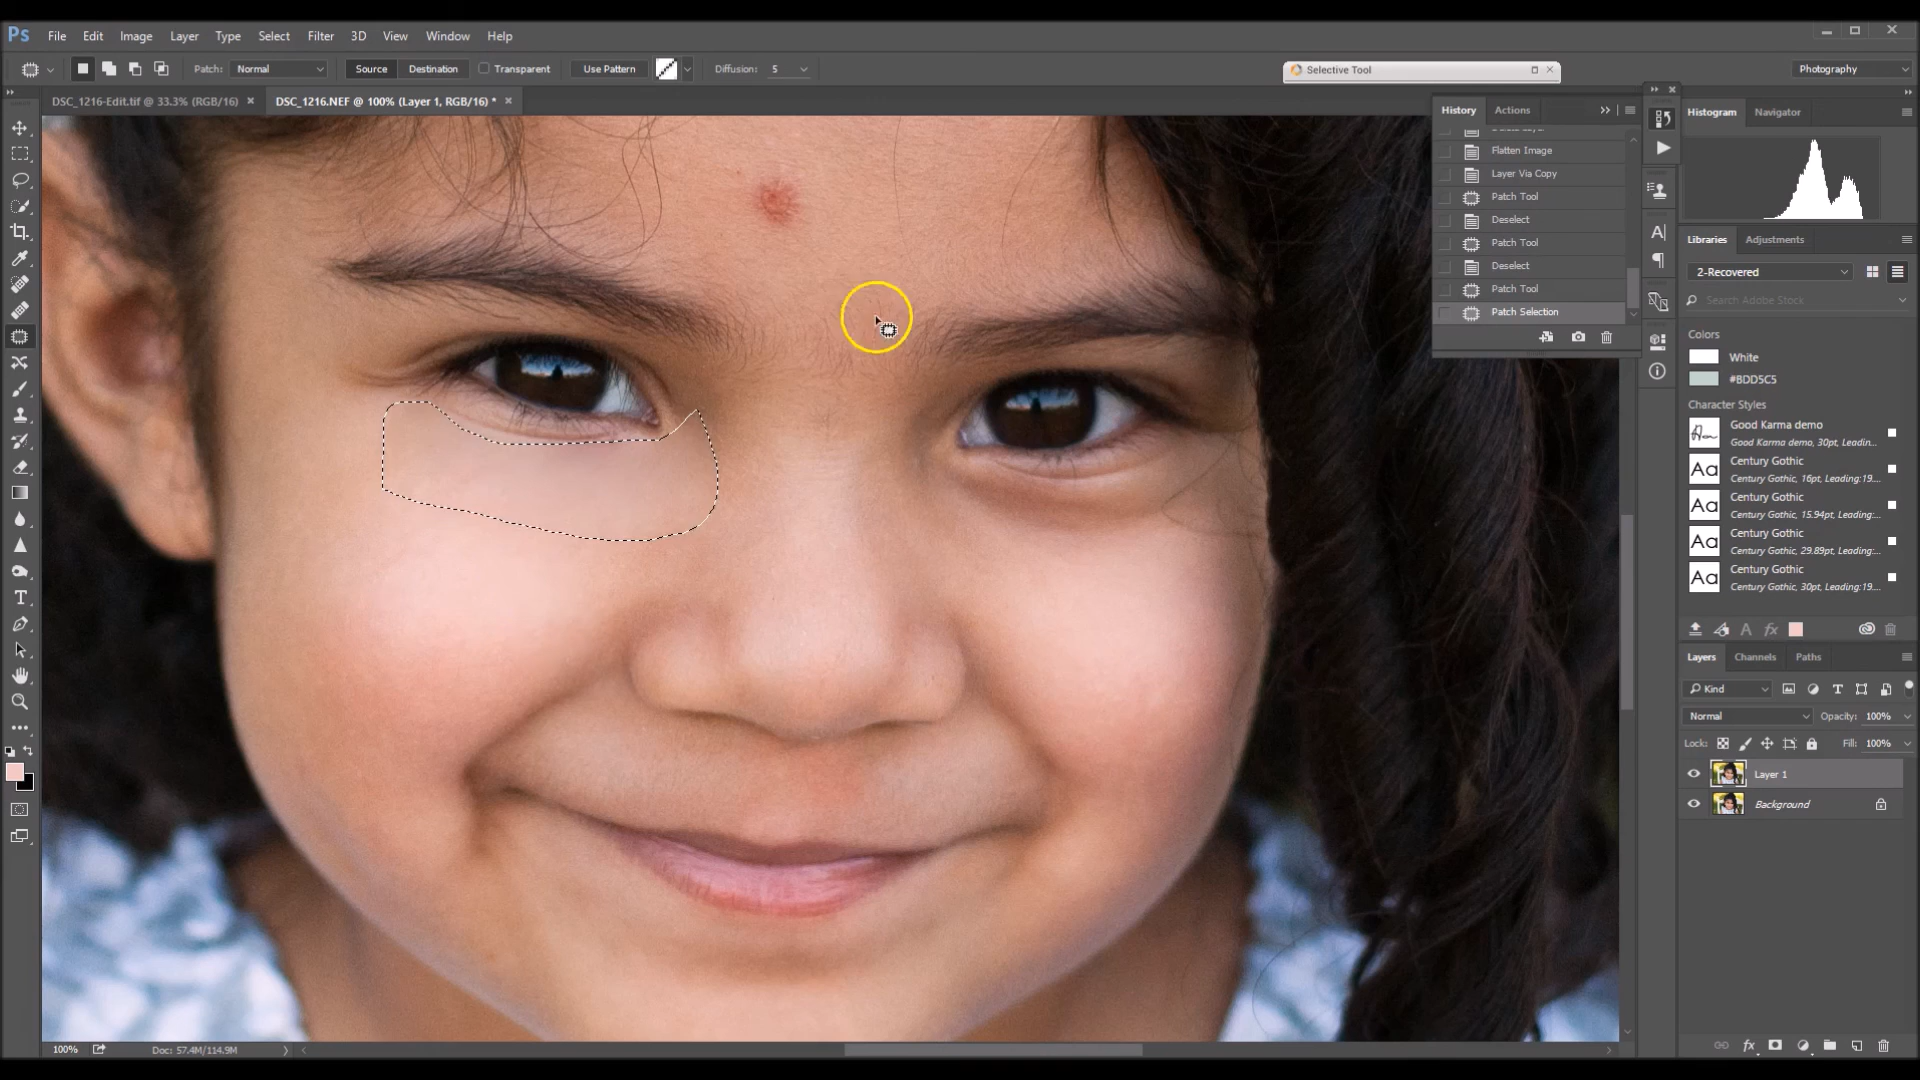 Ps File Edit Image Layer Type Select Filter 3D View Window Help
Patch: Normal Source Destination Transparent Use Pattern Diffusion: 5
Selective Tool
Photography
DSC_1216-Edit.tif @ 33.3% (RGB/16) × DSC_1216.NEF @ 100% (Layer 1, RGB/16) * ×
History Actions
Flatten Image
Layer Via Copy
Patch Tool
Deselect
Patch Tool
Deselect
Patch Tool
Patch Selection
Histogram Navigator
Libraries Adjustments
2-Recovered
Search Adobe Stock
Colors
White
#BDD5C5
Character Styles
Good Karma demo
Good Karma demo, 30pt, Leadin...
Aa Century Gothic
Century Gothic, 16pt, Leading:19....
Aa Century Gothic
Century Gothic, 15.94pt, Leading:...
Aa Century Gothic
Century Gothic, 29.89pt, Leading:...
Aa Century Gothic
Century Gothic, 30pt, Leading:19....
Layers Channels Paths
Kind
Normal Opacity: 100%
Lock: Fill: 100%
Layer 1
Background
100% Doc: 57.4M/114.9M